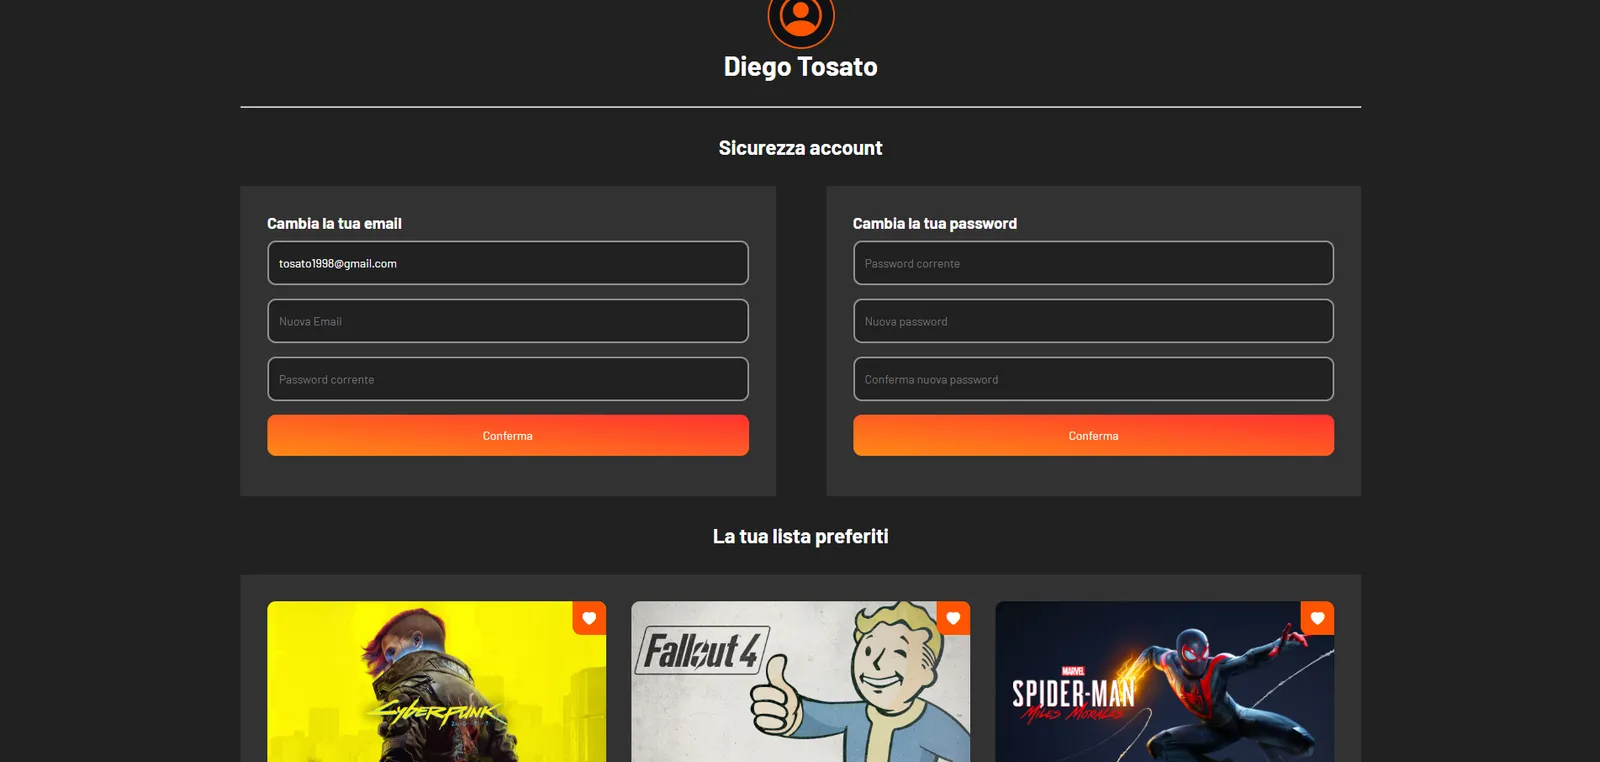 Diego Tosato
Sicurezza account
Cambia la tua email
tosato1998@gmail.com
Nuova Email
Password corrente
Conferma
Cambia la tua password
Password corrente
Nuova password
Conferma nuova password
Conferma
La tua lista preferiti
Cyberpunk
Fallout 4
MARVEL
SPIDER-MAN
MILES MORALES